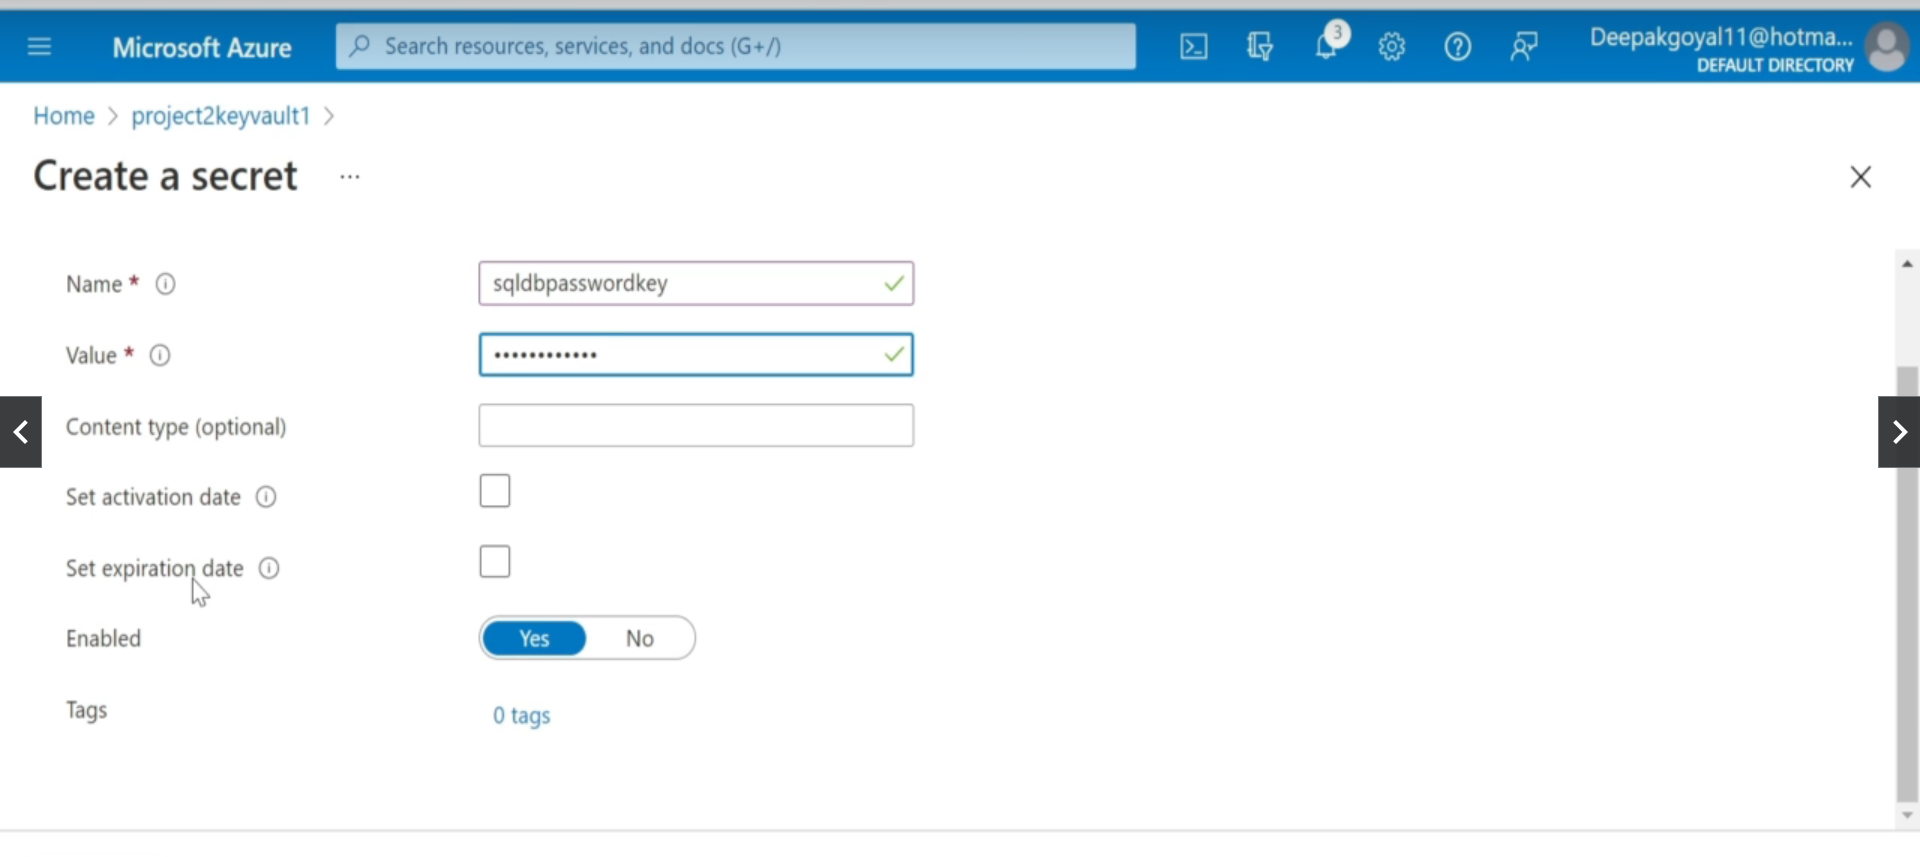 Microsoft Azure
Search resources, services, and docs (G+/)
3
Deepakgoyal11@hotma...
DEFAULT DIRECTORY
Home > project2keyvault1 >
Create a secret ...
Name *
sqldbpasswordkey
Value *
••••••••••••
Content type (optional)
Set activation date
Set expiration date
Enabled
Yes No
Tags
0 tags